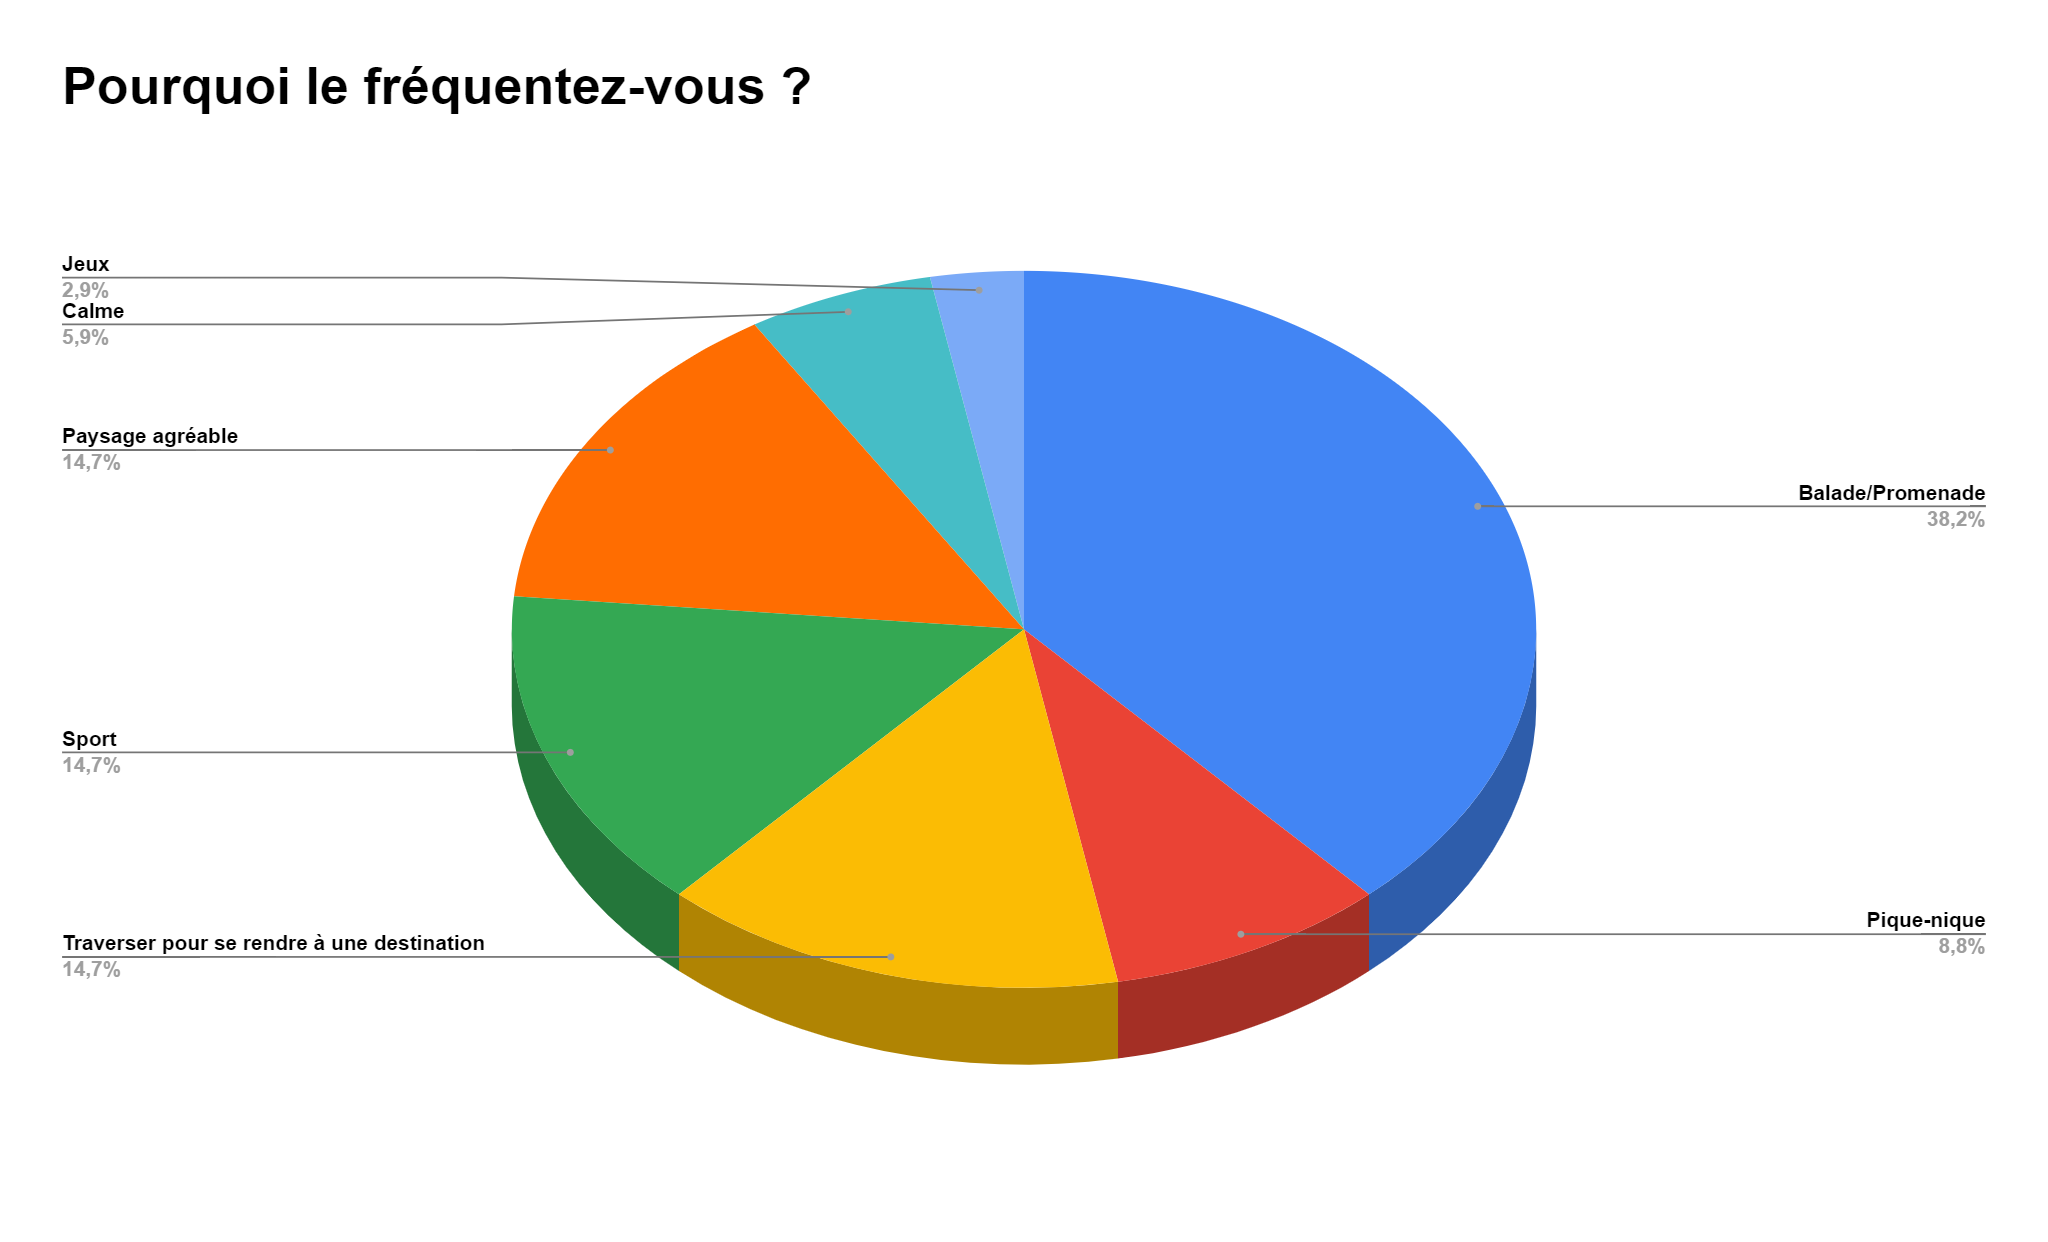 Pourquoi le fréquentez-vous ?
Jeux
2,9%
Calme
5,9%
Paysage agréable
14,7%
Balade/Promenade
38,2%
Sport
14,7%
Pique-nique
8,8%
Traverser pour se rendre à une destination
14,7%